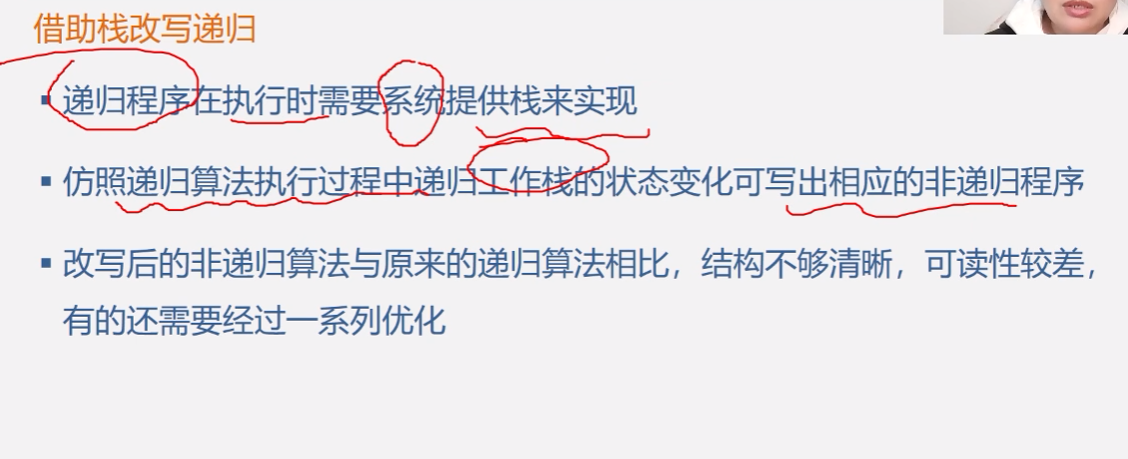 借助栈改写递归
▪ 递归程序在执行时需要系统提供栈来实现
▪ 仿照递归算法执行过程中递归工作栈的状态变化可写出相应的非递归程序
▪ 改写后的非递归算法与原来的递归算法相比，结构不够清晰，可读性较差，
有的还需要经过一系列优化